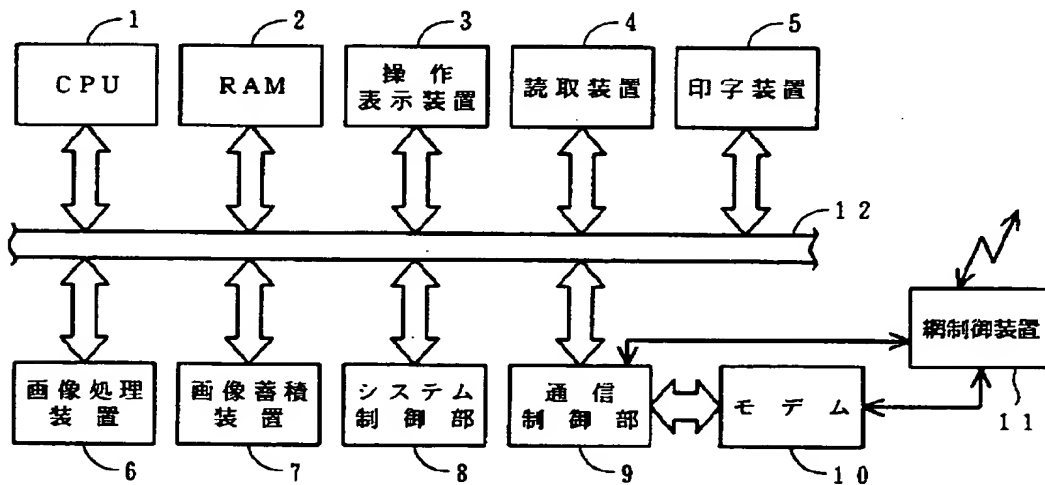 1
2
3
4
5
CPU
RAM
操作
表示装置
読取装置
印字装置
12
網制御装置
11
画像処理
装置
画像蓄積
装置
システム
制御部
通信
制御部
モデム
6
7
8
9
10